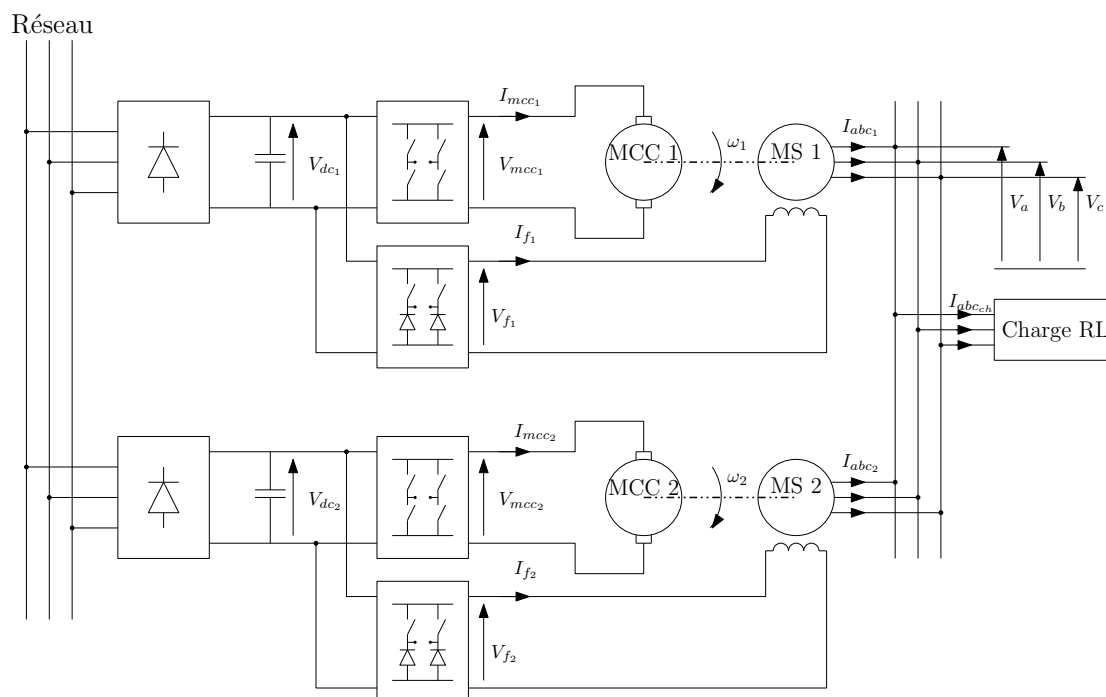 Réseau
I_{mcc_1}
I_{abc_1}
V_{dc_1}
V_{mcc_1}
MCC 1
ω_1
MS 1
V_a
V_b
V_c
I_{f_1}
V_{f_1}
I_{abc_{ch}}
Charge RL
I_{mcc_2}
I_{abc_2}
V_{dc_2}
V_{mcc_2}
MCC 2
ω_2
MS 2
I_{f_2}
V_{f_2}